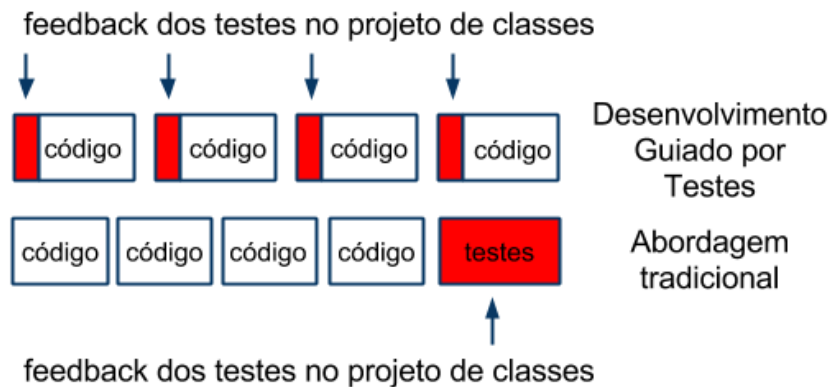 feedback dos testes no projeto de classes
código código código código
Desenvolvimento
Guiado por
Testes
código código código código testes
Abordagem
tradicional
feedback dos testes no projeto de classes